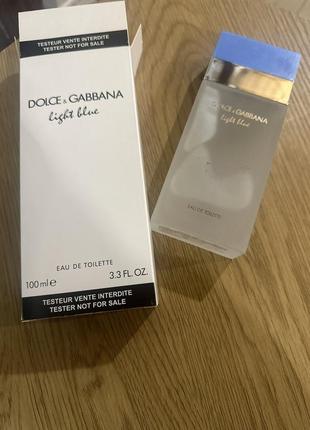 TESTEUR VENTE INTERDITE
TESTER NOT FOR SALE
DOLCE & GABBANA
light blue
EAU DE TOILETTE
100 ml e 3.3 FL. OZ.
TESTEUR VENTE INTERDITE
TESTER NOT FOR SALE
DOLCE & GABBANA
light blue
EAU DE TOILETTE